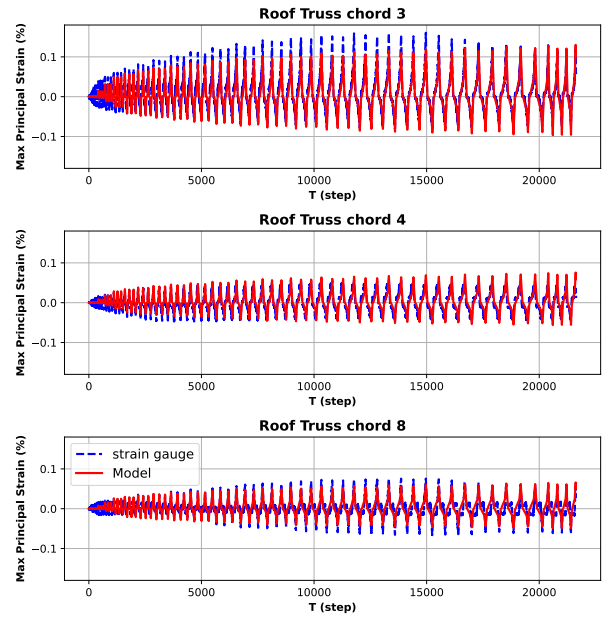 Roof Truss chord 3
Max Principal Strain (%)
0.1
0.0
−0.1
0 5000 10000 15000 20000
T (step)
Roof Truss chord 4
Max Principal Strain (%)
0.1
0.0
−0.1
0 5000 10000 15000 20000
T (step)
Roof Truss chord 8
Max Principal Strain (%)
0.1
0.0
−0.1
strain gauge
Model
0 5000 10000 15000 20000
T (step)